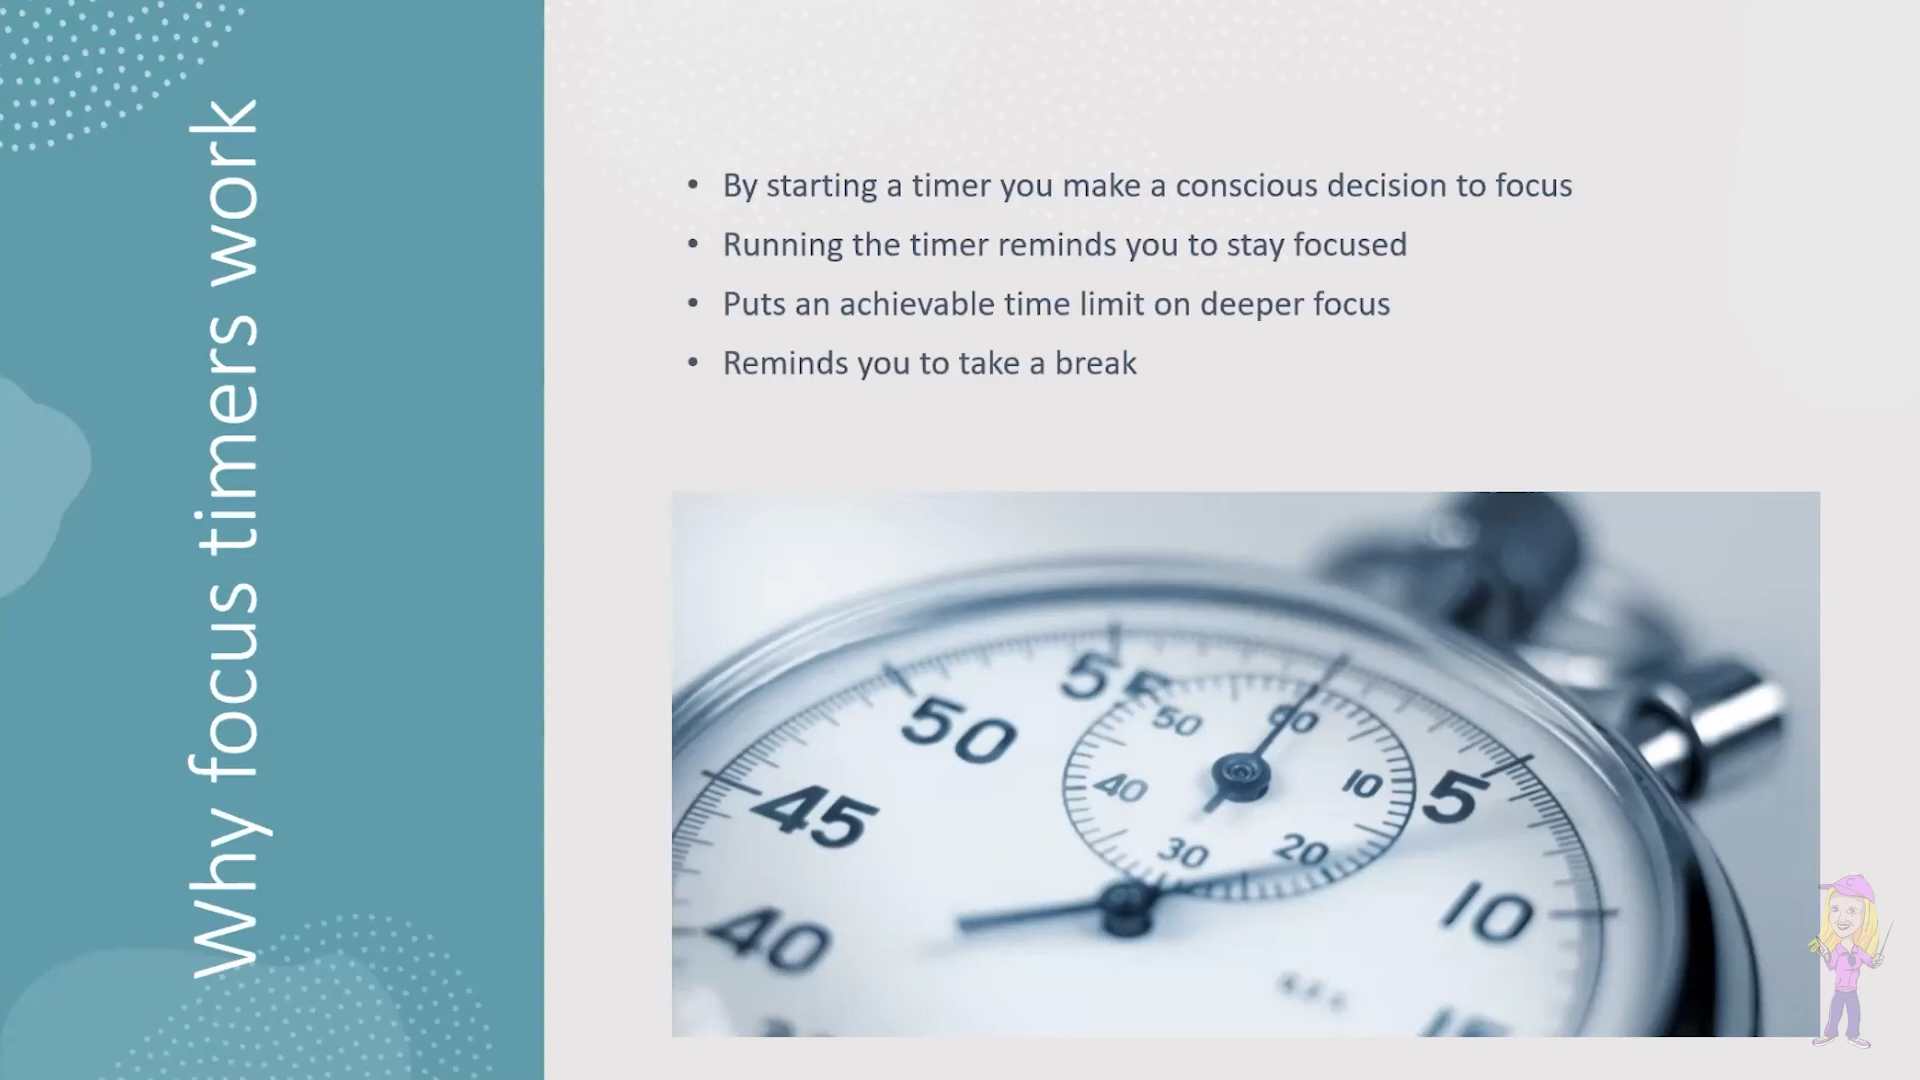 Why focus timers work
• By starting a timer you make a conscious decision to focus
• Running the timer reminds you to stay focused
• Puts an achievable time limit on deeper focus
• Reminds you to take a break
55
50
5
45
10
40
50
60
40
10
30
20